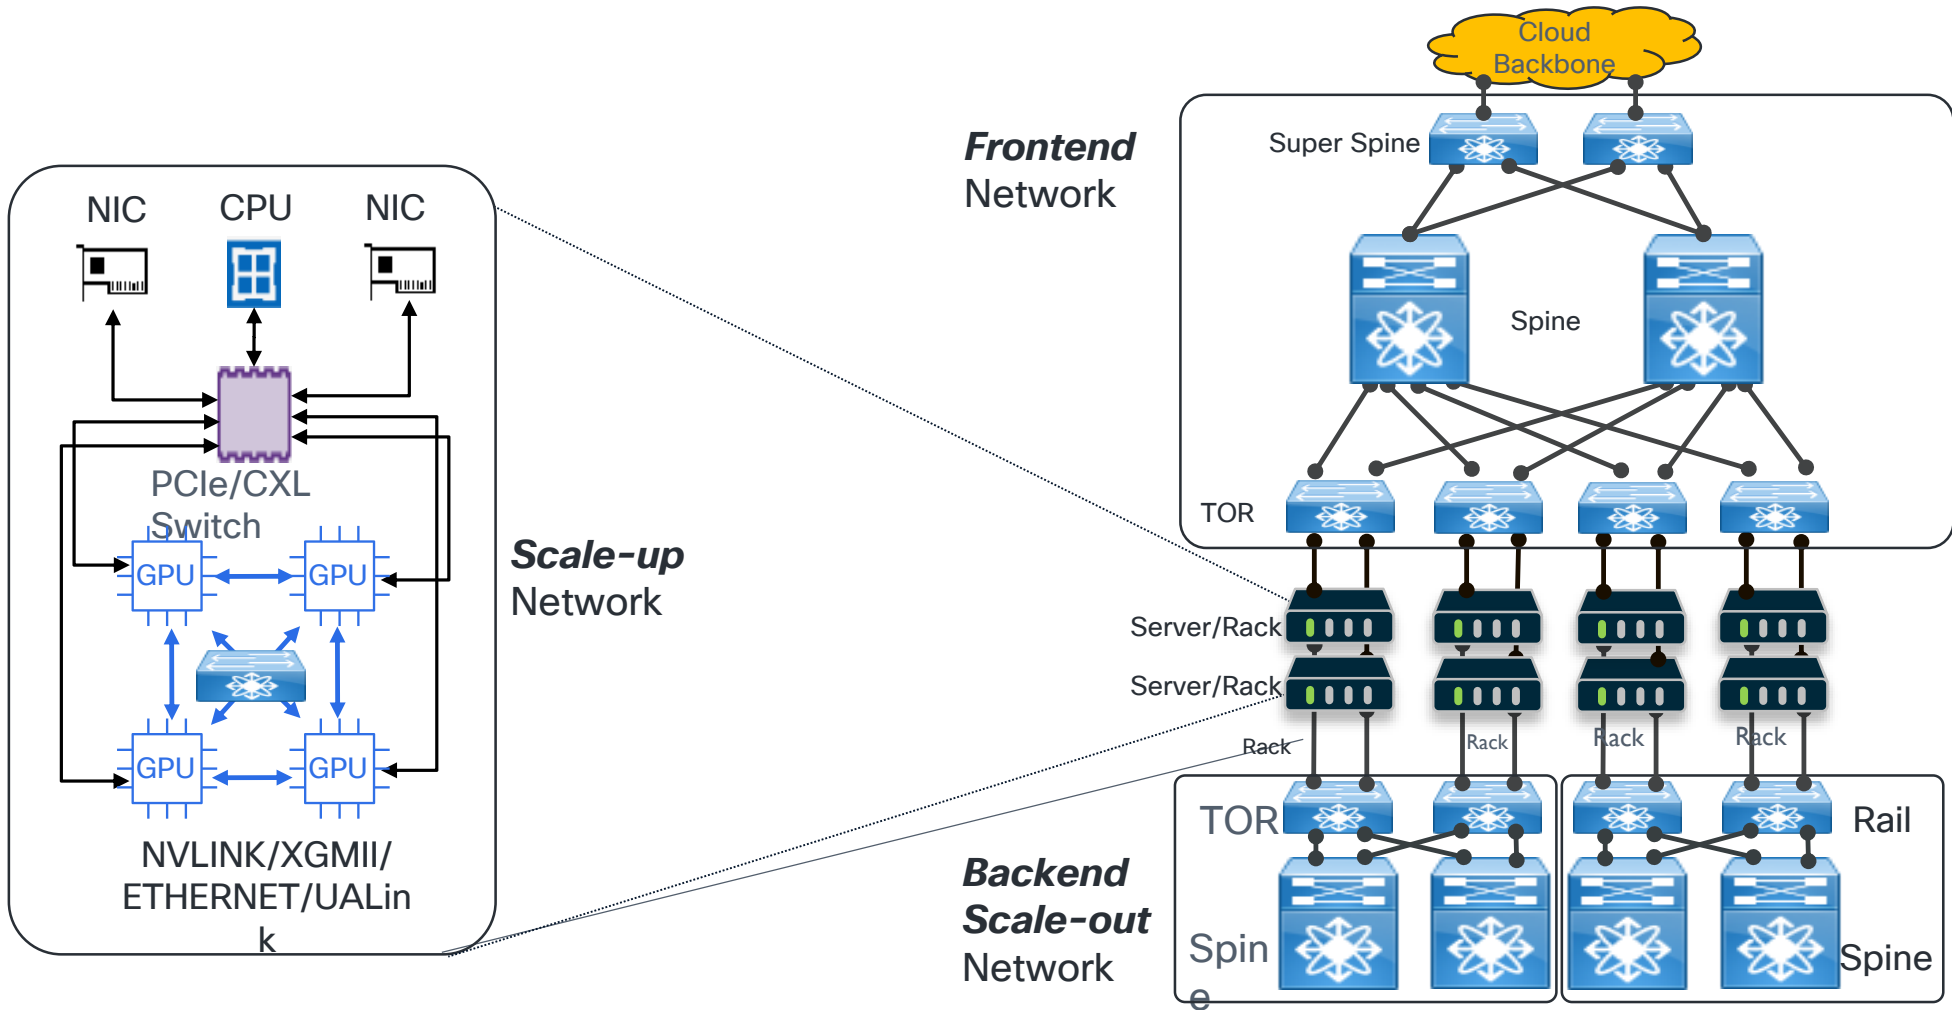 Cloud
Backbone
Frontend
Network
Super Spine
Spine
TOR
NIC
CPU
NIC
PCIe/CXL
Switch
GPU
GPU
GPU
GPU
NVLINK/XGMII/
ETHERNET/UALin
k
Scale-up
Network
Server/Rack
Server/Rack
Rack
Rack
Rack
Rack
TOR
Rail
Backend
Scale-out
Network
Spin
e
Spine